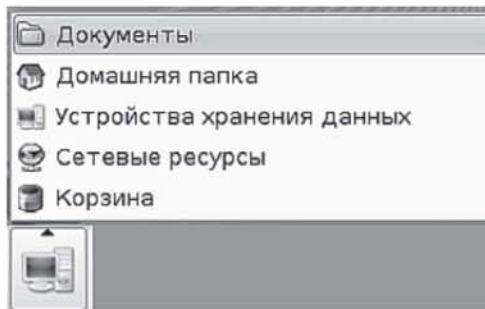 Документы
Домашняя папка
Устройства хранения данных
Сетевые ресурсы
Корзина